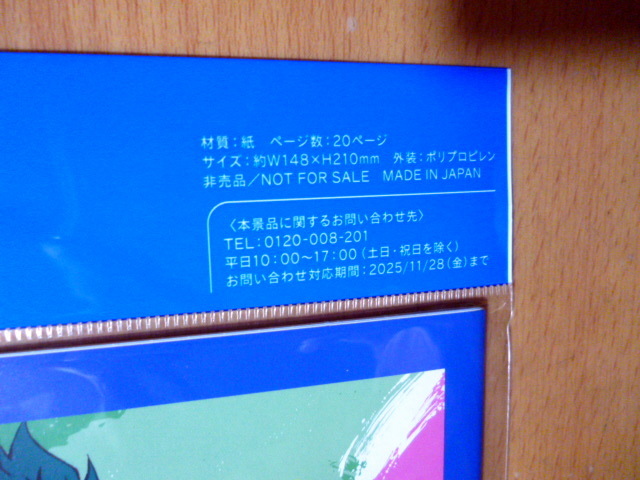 材質：紙　ページ数：20ページ
サイズ：約W148×H210mm　外装：ポリプロピレン
非売品／NOT FOR SALE　MADE IN JAPAN
〈本景品に関するお問い合わせ先〉
TEL：0120-008-201
平日10：00〜17：00（土日・祝日を除く）
お問い合わせ対応期間：2025/11/28（金）まで